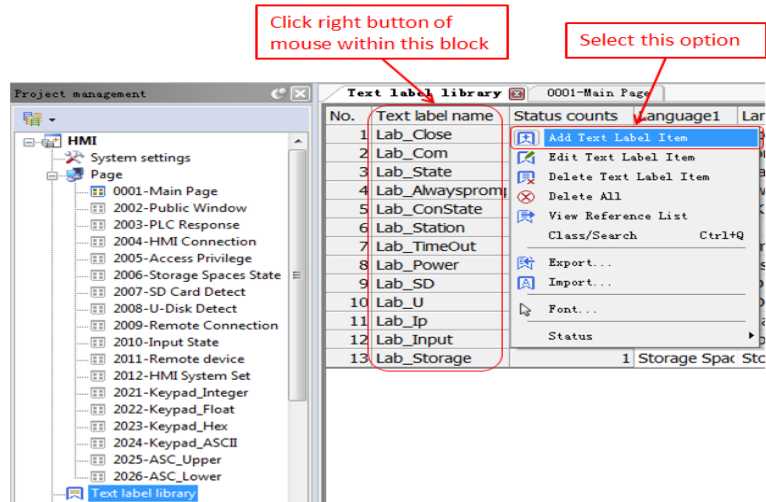 Click right button of
mouse within this block
Select this option
Project management
HMI
System settings
Page
0001-Main Page
2002-Public Window
2003-PLC Response
2004-HMI Connection
2005-Access Privilege
2006-Storage Spaces State
2007-SD Card Detect
2008-U-Disk Detect
2009-Remote Connection
2010-Input State
2011-Remote device
2012-HMI System Set
2021-Keypad_Integer
2022-Keypad_Float
2023-Keypad_Hex
2024-Keypad_ASCII
2025-ASC_Upper
2026-ASC_Lower
Text label library
Text label library 0001-Main Page
No. Text label name Status counts Language1
1 Lab_Close
2 Lab_Com
3 Lab_State
4 Lab_Alwaysprom
5 Lab_ConState
6 Lab_Station
7 Lab_TimeOut
8 Lab_Power
9 Lab_SD
10 Lab_U
11 Lab_Ip
12 Lab_Input
13 Lab_Storage 1 Storage Spac Sto
Add Text Label Item
Edit Text Label Item
Delete Text Label Item
Delete All
View Reference List
Class/Search Ctrl+Q
Export...
Import...
Font...
Status